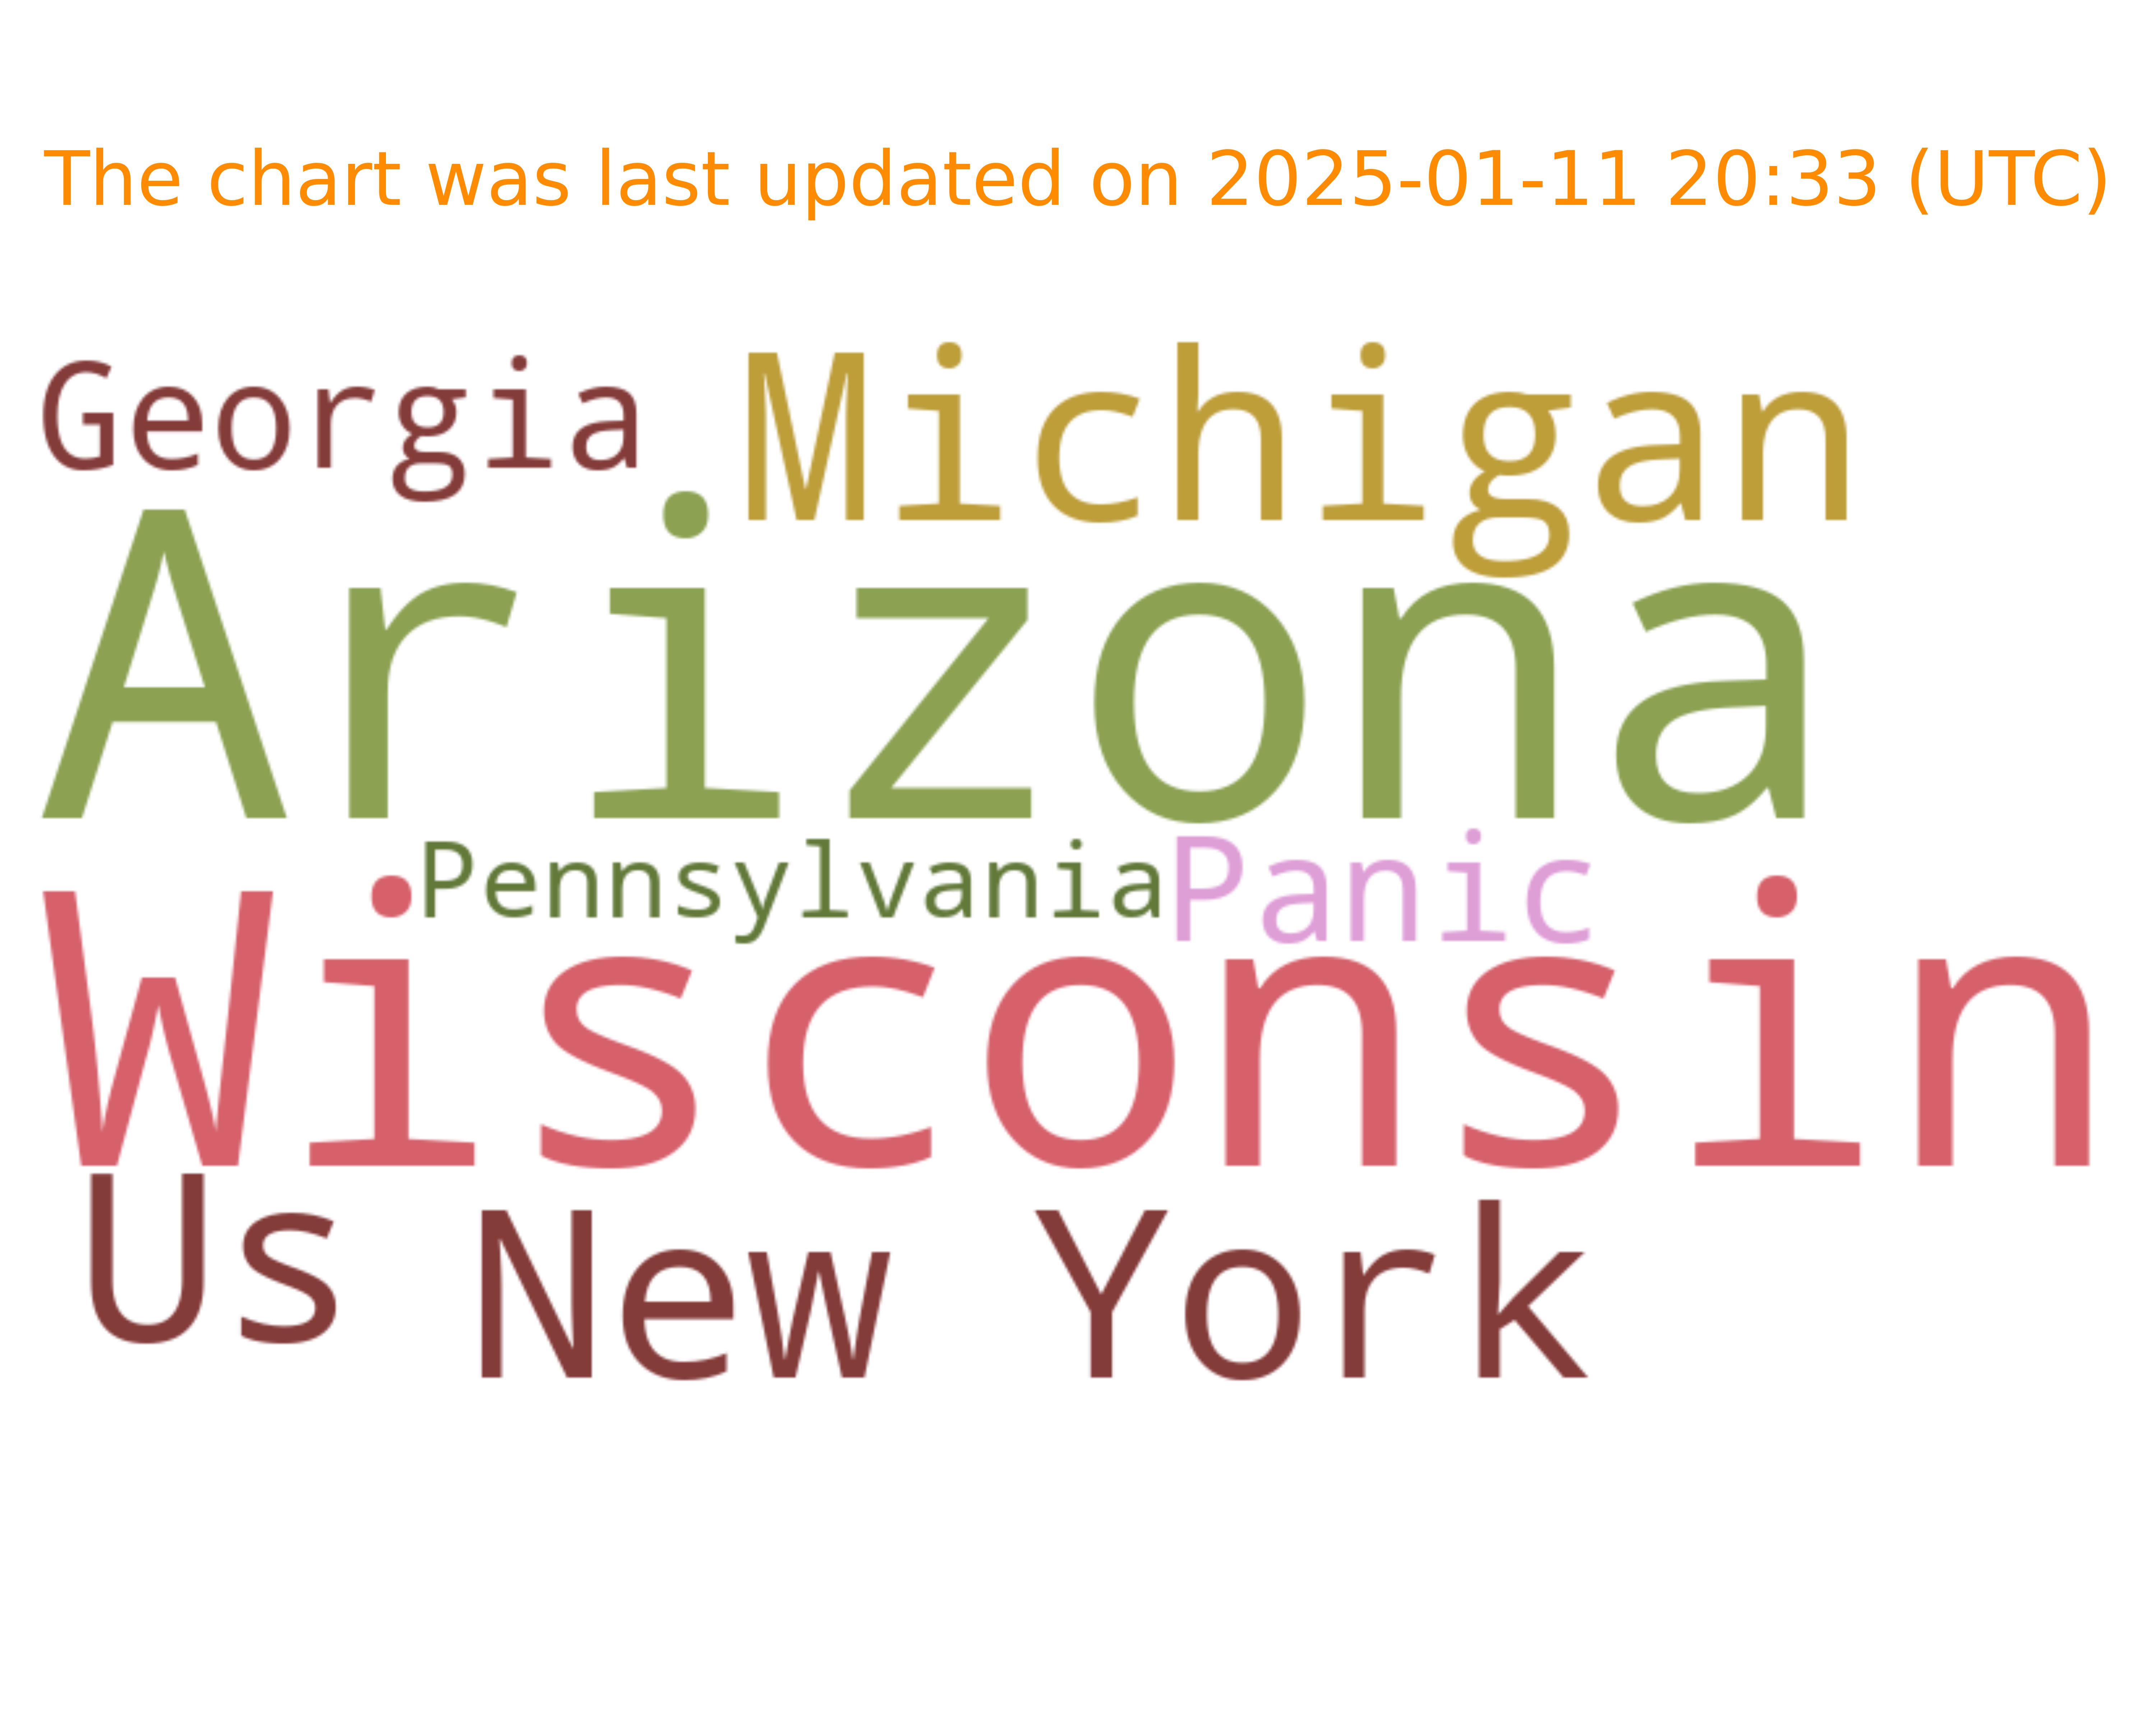 The chart was last updated on 2025-01-11 20:33 (UTC)
Georgia Michigan
Arizona
Pennsylvania Panic
Wisconsin
Us New York